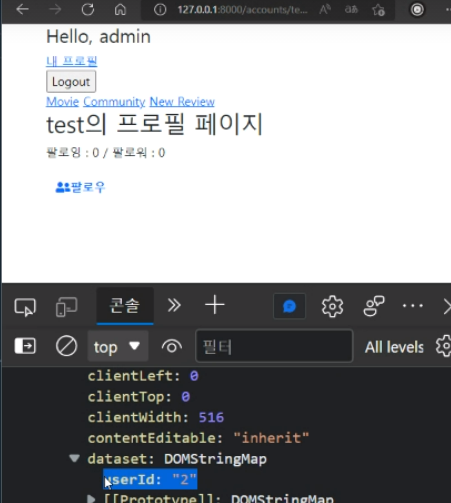 127.0.0.1:8000/accounts/te...
Hello, admin
내 프로필
Logout
Movie Community New Review
test의 프로필 페이지
팔로잉 : 0 / 팔로워 : 0
팔로우
콘솔
top
필터
All levels
clientLeft: 0
clientTop: 0
clientWidth: 516
contentEditable: "inherit"
dataset: DOMStringMap
userId: "2"
[[Prototype]]: DOMStringMap